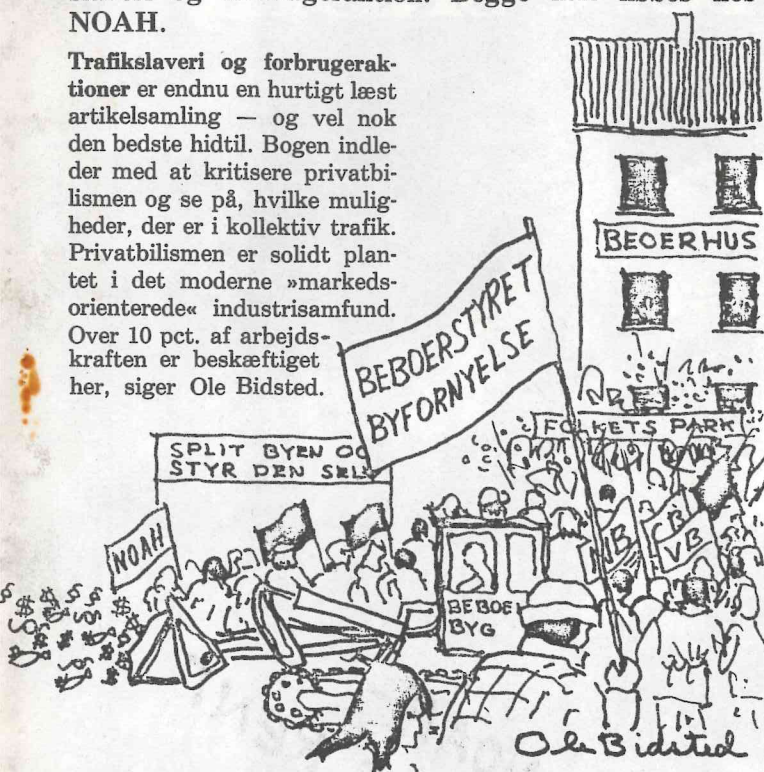 NOAH.
Trafikslaveri og forbrugerak-
tioner er endnu en hurtigt læst
artikelsamling — og vel nok
den bedste hidtil. Bogen indle-
der med at kritisere privatbi-
lismen og se på, hvilke mulig-
heder, der er i kollektiv trafik.
Privatbilismen er solidt plan-
tet i det moderne »markeds-
orienterede« industrisamfund.
Over 10 pct. af arbejds-
kraften er beskæftiget
her, siger Ole Bidsted.
BEOERHUS
BEBOERSTYRET
BYFORNYELSE
FOLKETS PARK
SPLIT BYEN OG
STYR DEN SELV
NOAH
BEBOE
BYG
B
VB
Ole Bidsted